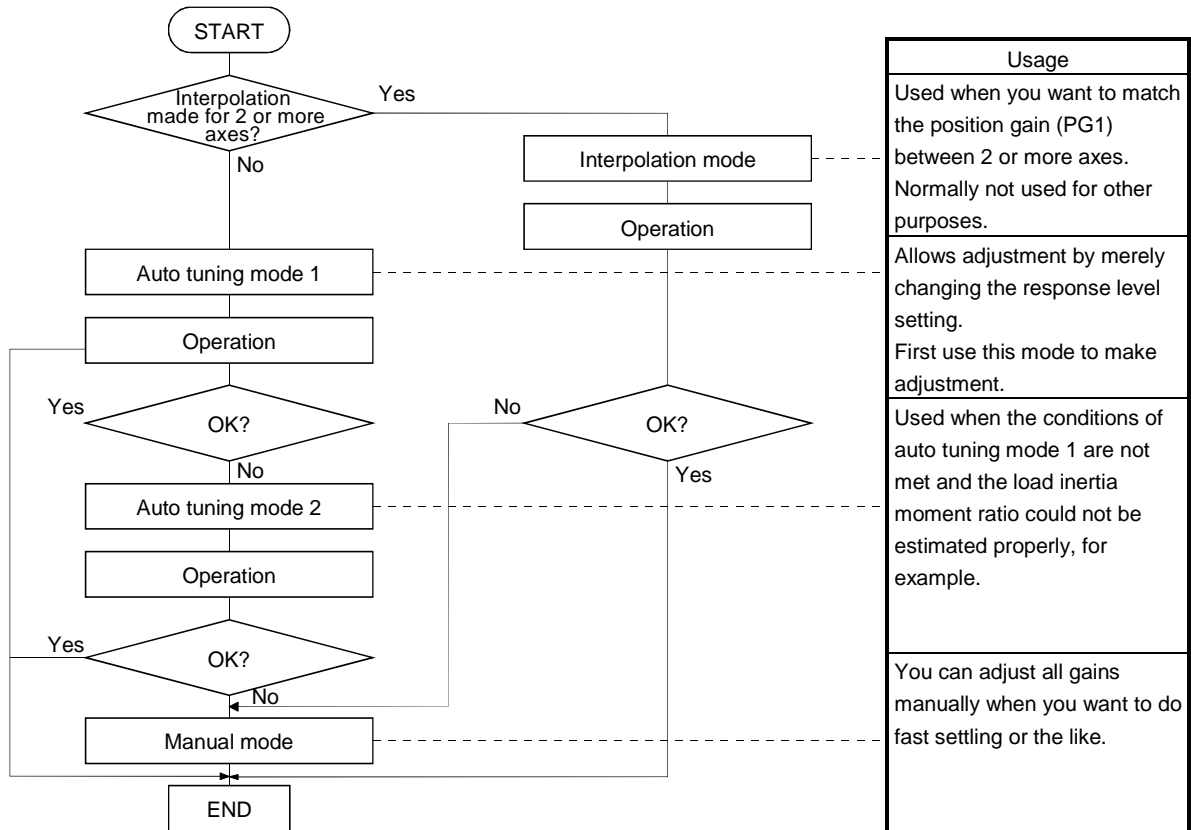 START
Interpolation
made for 2 or more
axes?
Yes
No
Interpolation mode
Operation
Auto tuning mode 1
Operation
Yes
OK?
No
No
OK?
Yes
Auto tuning mode 2
Operation
Yes
OK?
No
Manual mode
END
Usage
Used when you want to match
the position gain (PG1)
between 2 or more axes.
Normally not used for other
purposes.
Allows adjustment by merely
changing the response level
setting.
First use this mode to make
adjustment.
Used when the conditions of
auto tuning mode 1 are not
met and the load inertia
moment ratio could not be
estimated properly, for
example.
You can adjust all gains
manually when you want to do
fast settling or the like.